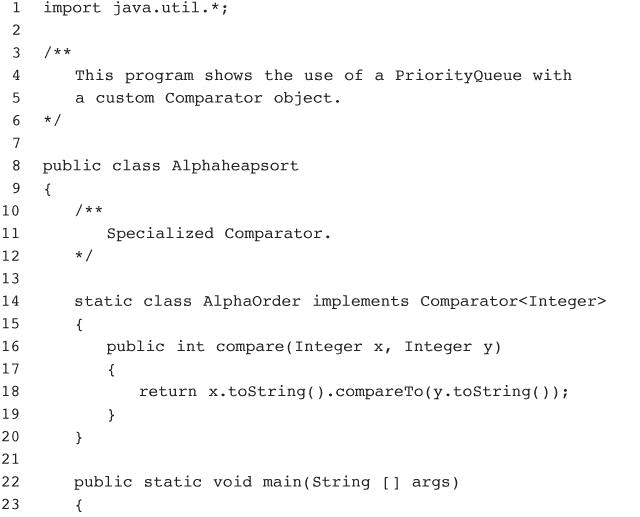 1 import java.util.*;
2
3 /**
4 This program shows the use of a PriorityQueue with
5 a custom Comparator object.
6 */
7
8 public class Alphaheapsort
9 {
10 /**
11 Specialized Comparator.
12 */
13
14 static class AlphaOrder implements Comparator<Integer>
15 {
16 public int compare(Integer x, Integer y)
17 {
18 return x.toString().compareTo(y.toString());
19 }
20 }
21
22 public static void main(String [] args)
23 {